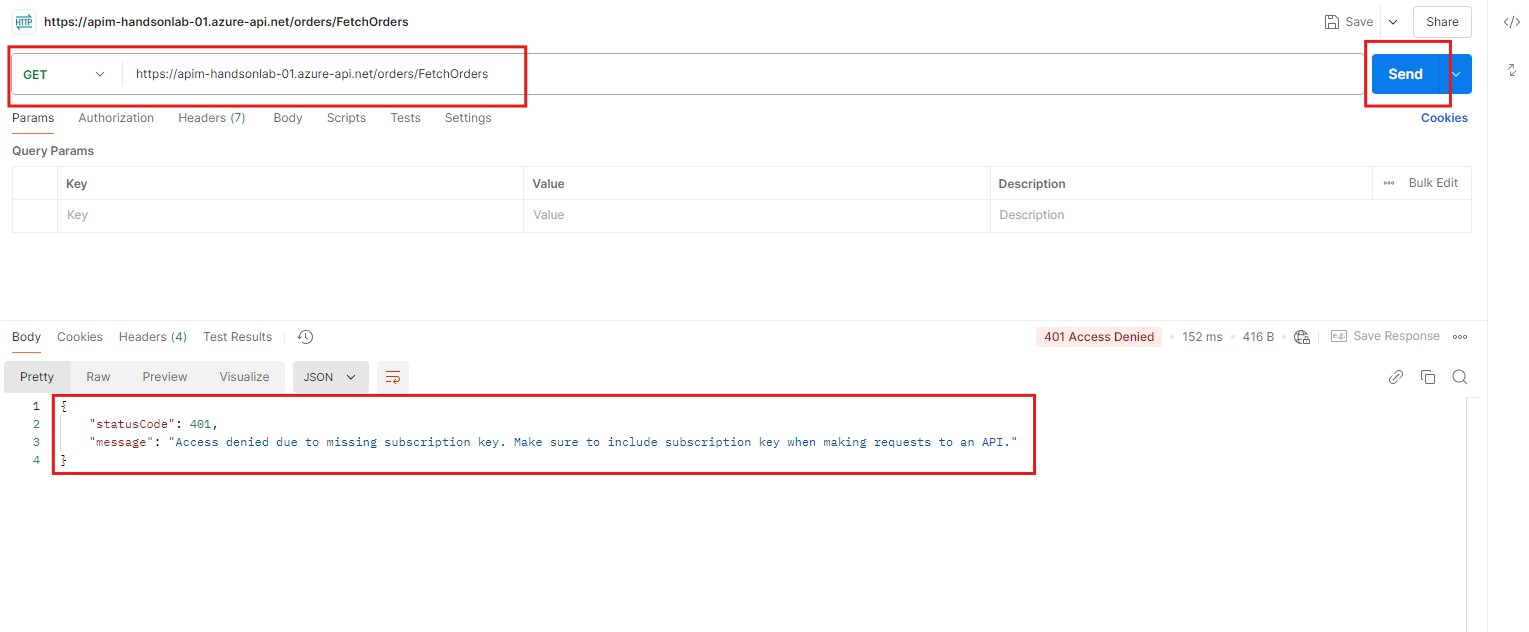 HTTP https://apim-handsonlab-01.azure-api.net/orders/FetchOrders Save Share </>
GET https://apim-handsonlab-01.azure-api.net/orders/FetchOrders Send
Params Authorization Headers (7) Body Scripts Tests Settings Cookies
Query Params
Key Value Description Bulk Edit
Key Value Description
Body Cookies Headers (4) Test Results 401 Access Denied 152 ms 416 B e.g. Save Response
Pretty Raw Preview Visualize JSON
1 {
2 "statusCode": 401,
3 "message": "Access denied due to missing subscription key. Make sure to include subscription key when making requests to an API."
4 }